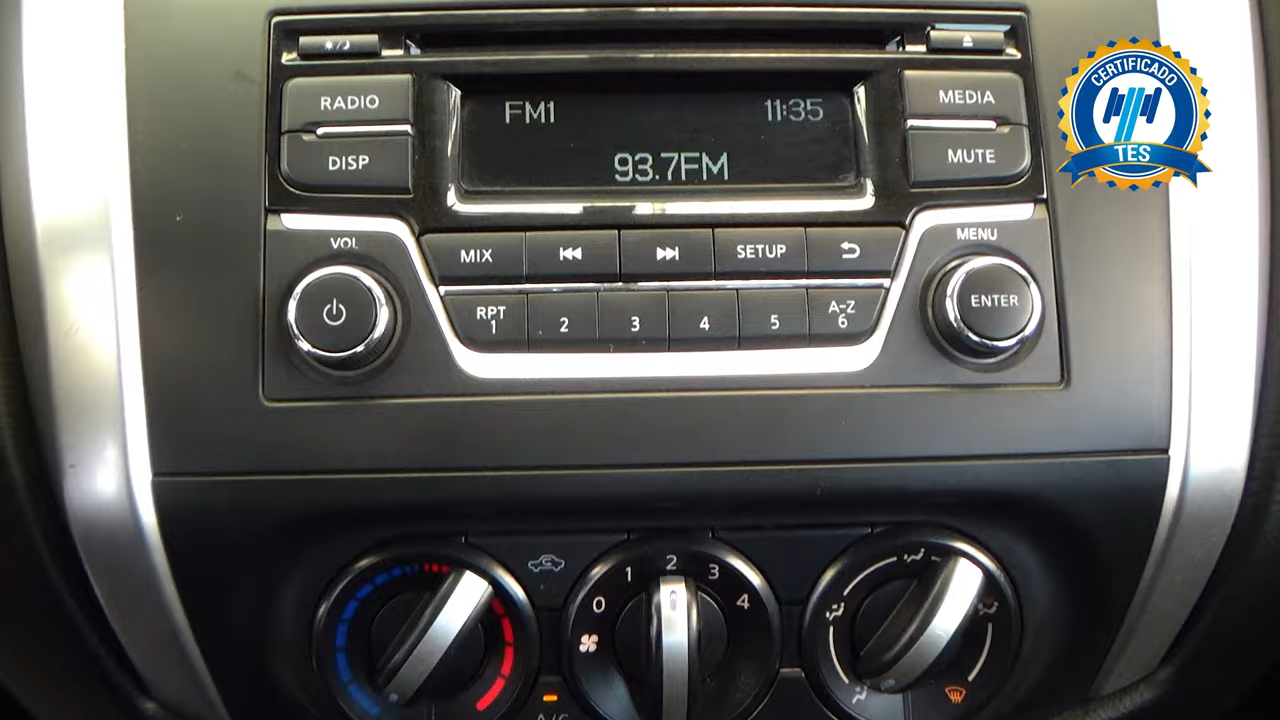 CERTIFICADO
TES
RADIO
DISP
FM1
11:35
93.7FM
MEDIA
MUTE
VOL
MIX
SETUP
MENU
ENTER
RPT
1
2
3
4
5
A-Z
6
0
1
2
3
4
A/C